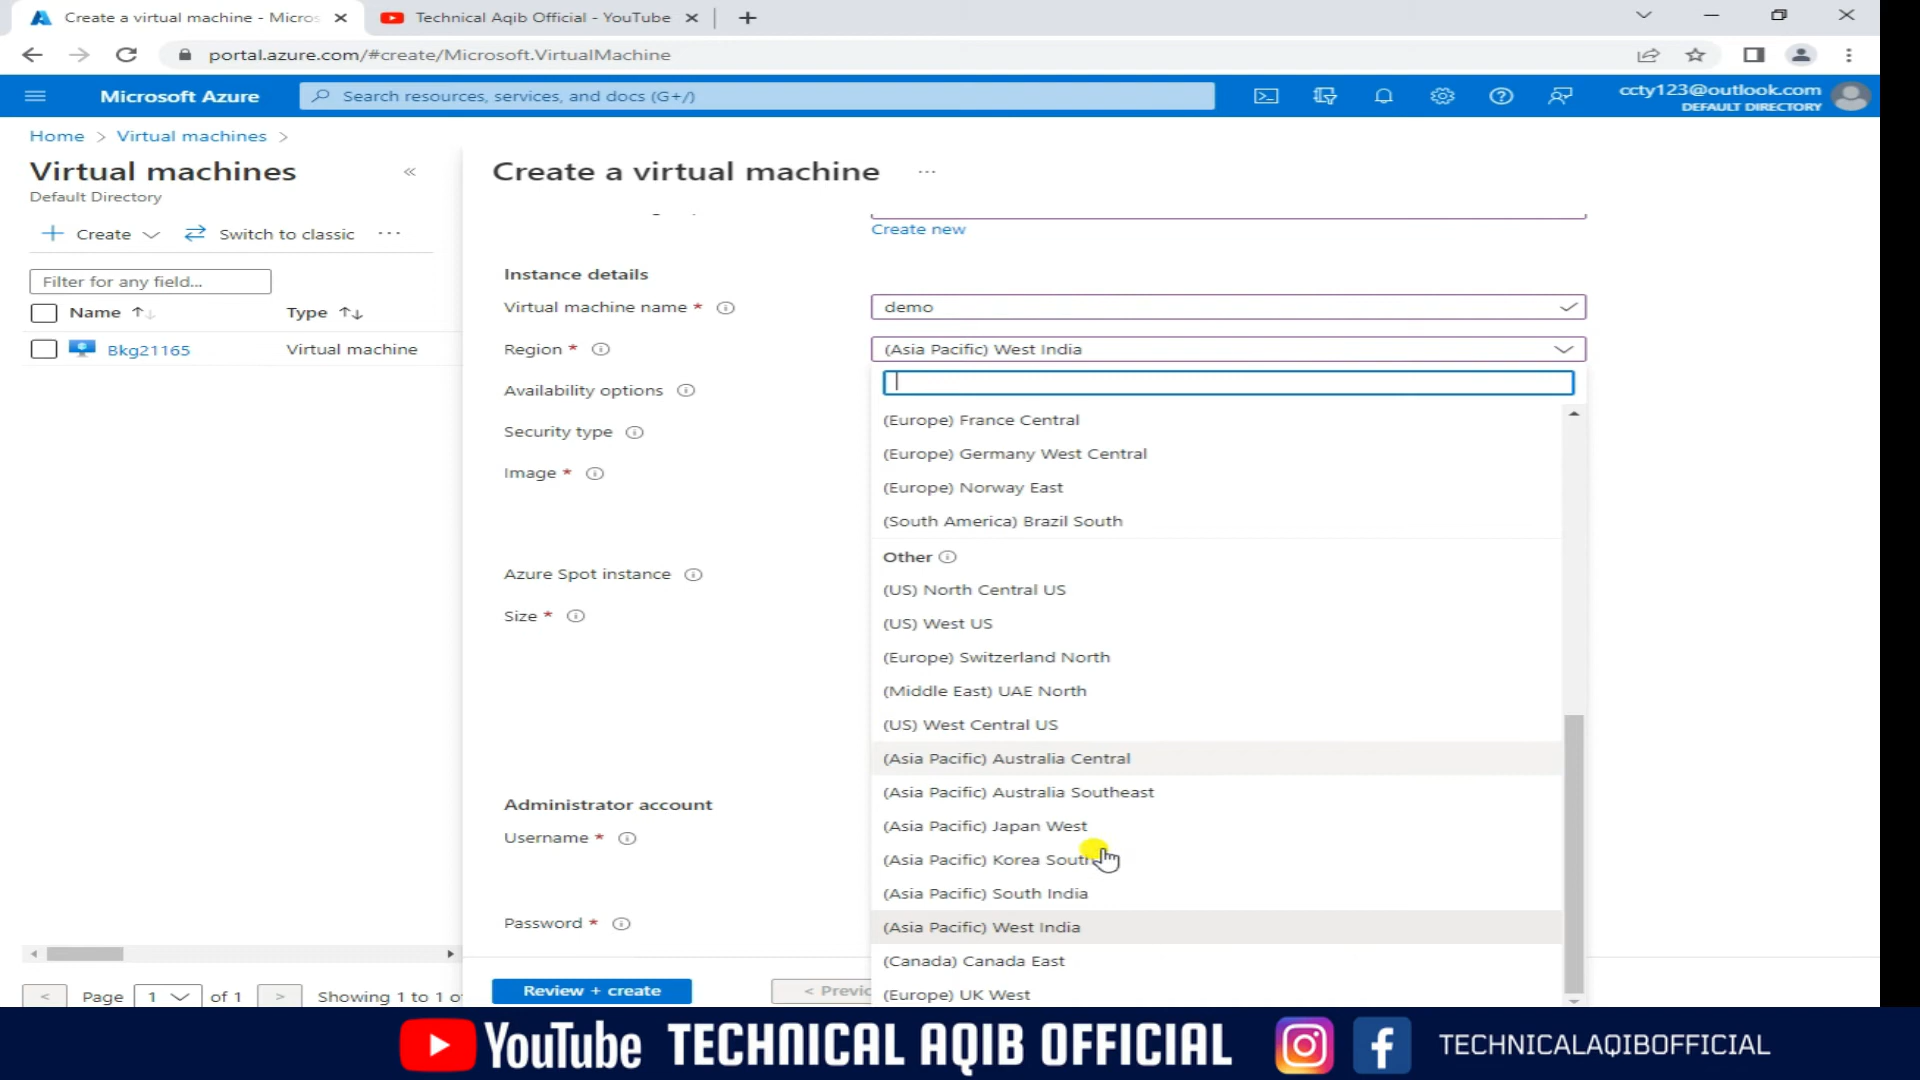 Create a virtual machine - Micros
Technical Aqib Official - YouTube
portal.azure.com/#create/Microsoft.VirtualMachine
Microsoft Azure
Search resources, services, and docs (G+/)
ccty123@outlook.com
DEFAULT DIRECTORY
Home > Virtual machines >
Virtual machines
Default Directory
Create
Switch to classic
Filter for any field...
Name
Type
Bkg21165
Virtual machine
< Page 1 of 1 > Showing 1 to 1 o
Create a virtual machine
Create new
Instance details
Virtual machine name *
demo
Region *
(Asia Pacific) West India
Availability options
Security type
Image *
Azure Spot instance
Size *
Administrator account
Username *
Password *
(Europe) France Central
(Europe) Germany West Central
(Europe) Norway East
(South America) Brazil South
Other
(US) North Central US
(US) West US
(Europe) Switzerland North
(Middle East) UAE North
(US) West Central US
(Asia Pacific) Australia Central
(Asia Pacific) Australia Southeast
(Asia Pacific) Japan West
(Asia Pacific) Korea South
(Asia Pacific) South India
(Asia Pacific) West India
(Canada) Canada East
(Europe) UK West
Review + create
< Previo
YouTube TECHNICAL AQIB OFFICIAL
TECHNICALAQIBOFFICIAL